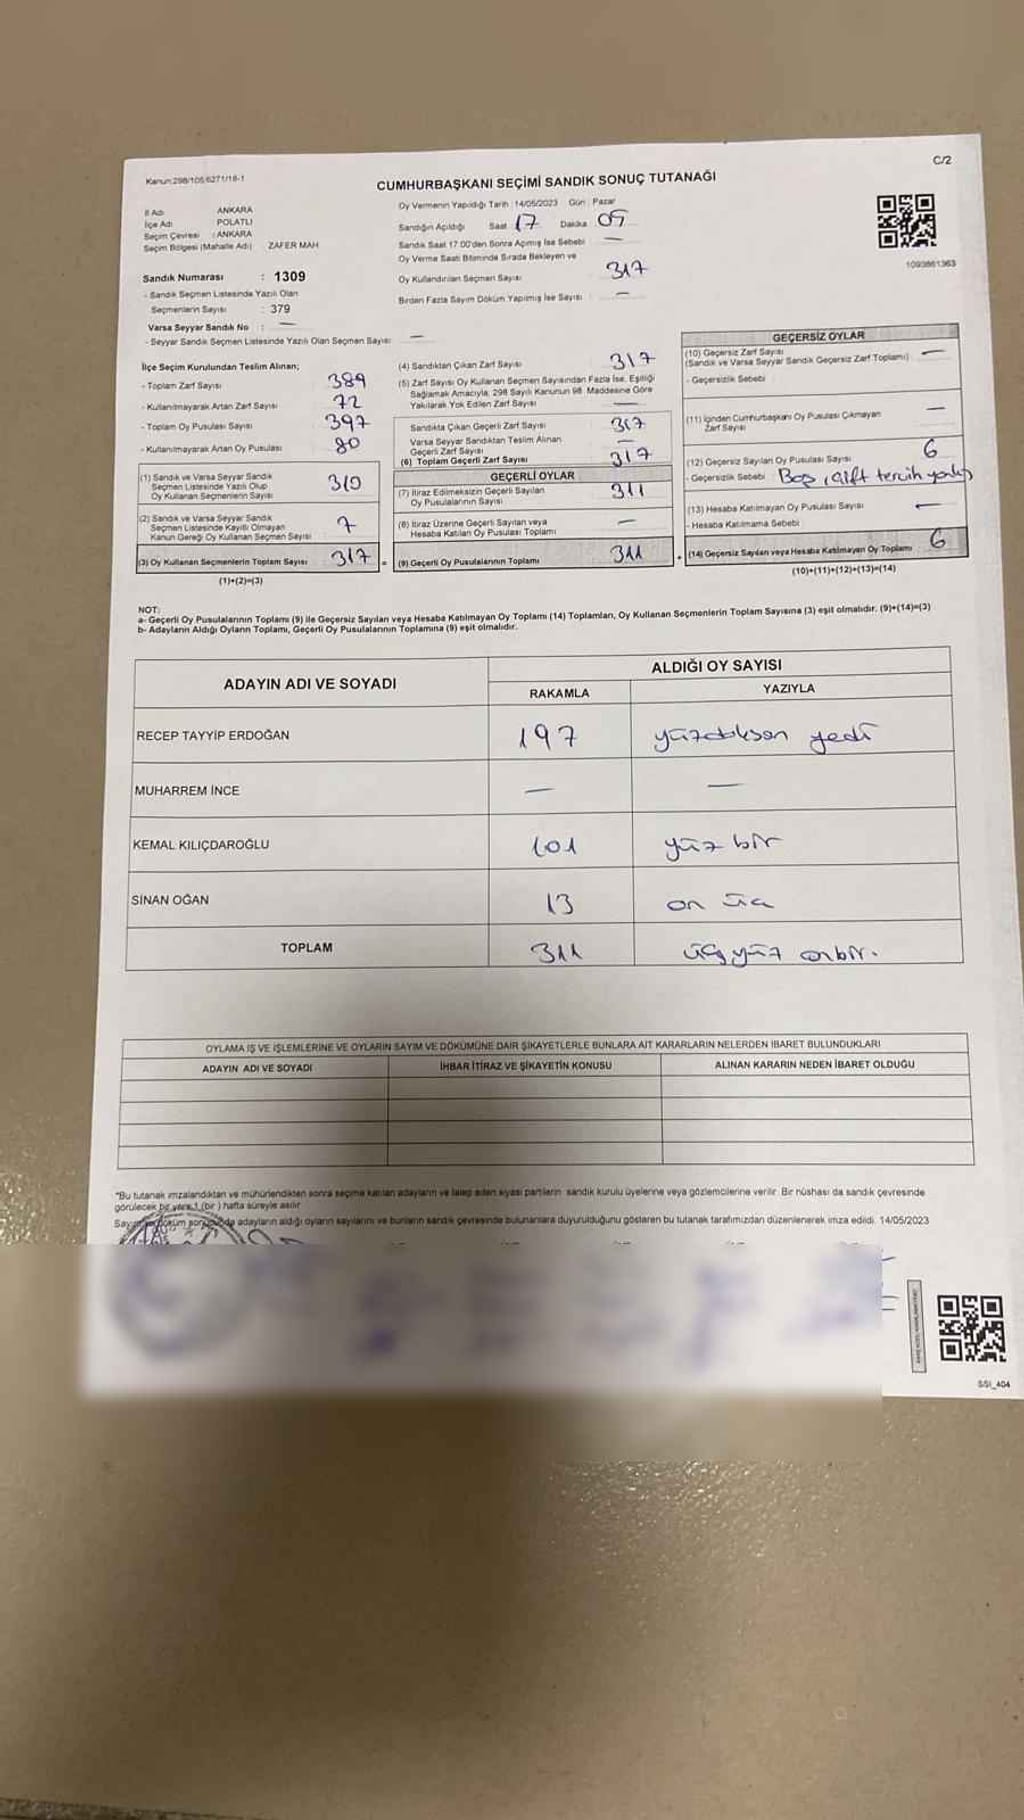 C/2
Kanun:298/105/6271/18-1
CUMHURBAŞKANI SEÇİMİ SANDIK SONUÇ TUTANAĞI
İl Adı ANKARA
İlçe Adı POLATLI
Seçim Çevresi : ANKARA
Seçim Bölgesi (Mahalle Adı) ZAFER MAH
Sandık Numarası : 1309
- Sandık Seçmen Listesinde Yazılı Olan
Seçmenlerin Sayısı : 379
Varsa Seyyar Sandık No : —
- Seyyar Sandık Seçmen Listesinde Yazılı Olan Seçmen Sayısı —
Oy Vermenin Yapıldığı Tarih : 14/05/2023 Gün : Pazar
Sandığın Açıldığı Saat 17 Dakika 05
Sandık Saat 17:00'den Sonra Açılmış İse Sebebi —
Oy Verme Saati Bitiminde Sırada Bekleyen ve
Oy Kullandırılan Seçmen Sayısı 317
Birden Fazla Sayım Döküm Yapılmış İse Sayısı —
1093861363
İlçe Seçim Kurulundan Teslim Alınan;
- Toplam Zarf Sayısı 389
- Kullanılmayarak Artan Zarf Sayısı 72
- Toplam Oy Pusulası Sayısı 397
- Kullanılmayarak Artan Oy Pusulası 80
(1) Sandık ve Varsa Seyyar Sandık
Seçmen Listesinde Yazılı Olup
Oy Kullanan Seçmenlerin Sayısı 310
(2) Sandık ve Varsa Seyyar Sandık
Seçmen Listesinde Kayıtlı Olmayan
Kanun Gereği Oy Kullanan Seçmen Sayısı 7
(3) Oy Kullanan Seçmenlerin Toplam Sayısı 317
(1)+(2)=(3)
(4) Sandıktan Çıkan Zarf Sayısı 317
(5) Zarf Sayısı Oy Kullanan Seçmen Sayısından Fazla İse, Eşitliği
Sağlamak Amacıyla, 298 Sayılı Kanunun 98. Maddesine Göre
Yakılarak Yok Edilen Zarf Sayısı —
Sandıkta Çıkan Geçerli Zarf Sayısı 317
Varsa Seyyar Sandıktan Teslim Alınan
Geçerli Zarf Sayısı —
(6) Toplam Geçerli Zarf Sayısı 317
GEÇERLİ OYLAR
(7) İtiraz Edilmeksizin Geçerli Sayılan
Oy Pusulalarının Sayısı 311
(8) İtiraz Üzerine Geçerli Sayılan veya
Hesaba Katılan Oy Pusulası Toplamı —
= (9) Geçerli Oy Pusulalarının Toplamı 311
GEÇERSİZ OYLAR
(10) Geçersiz Zarf Sayısı —
(Sandık ve Varsa Seyyar Sandık Geçersiz Zarf Toplamı)
- Geçersizlik Sebebi
(11) İçinden Cumhurbaşkanı Oy Pusulası Çıkmayan
Zarf Sayısı —
(12) Geçersiz Sayılan Oy Pusulası Sayısı 6
- Geçersizlik Sebebi Boş, çift tercih
(13) Hesaba Katılmayan Oy Pusulası Sayısı —
- Hesaba Katılmama Sebebi
+ (14) Geçersiz Sayılan veya Hesaba Katılmayan Oy Toplamı 6
(10)+(11)+(12)+(13)=(14)
NOT:
a- Geçerli Oy Pusulalarının Toplamı (9) ile Geçersiz Sayılan veya Hesaba Katılmayan Oy Toplamı (14) Toplamları, Oy Kullanan Seçmenlerin Toplam Sayısına (3) eşit olmalıdır. (9)+(14)=(3)
b- Adayların Aldığı Oyların Toplamı, Geçerli Oy Pusulalarının Toplamına (9) eşit olmalıdır.
ADAYIN ADI VE SOYADI ALDIĞI OY SAYISI
RAKAMLA YAZIYLA
RECEP TAYYİP ERDOĞAN 197 yüzdoksan yedi
MUHARREM İNCE — —
KEMAL KILIÇDAROĞLU 101 yüz bir
SİNAN OĞAN 13 on üç
TOPLAM 311 üçyüz onbir.
OYLAMA İŞ VE İŞLEMLERİNE VE OYLARIN SAYIM VE DÖKÜMÜNE DAİR ŞİKAYETLERLE BUNLARA AİT KARARLARIN NELERDEN İBARET BULUNDUKLARI
ADAYIN ADI VE SOYADI İHBAR İTİRAZ VE ŞİKAYETİN KONUSU ALINAN KARARIN NEDEN İBARET OLDUĞU
*Bu tutanak imzalandıktan ve mühürlendikten sonra seçime katılan adayların ve talep eden siyasi partilerin sandık kurulu üyelerine veya gözlemcilerine verilir. Bir nüshası da sandık çevresinde
görülecek bir yere 1 (bir) hafta süreyle asılır
Sayım döküm sonucunda adayların aldığı oyların sayılarını ve bunların sandık çevresinde bulunanlara duyurulduğunu gösteren bu tutanak tarafımızdan düzenlenerek imza edildi. 14/05/2023
SSI_404